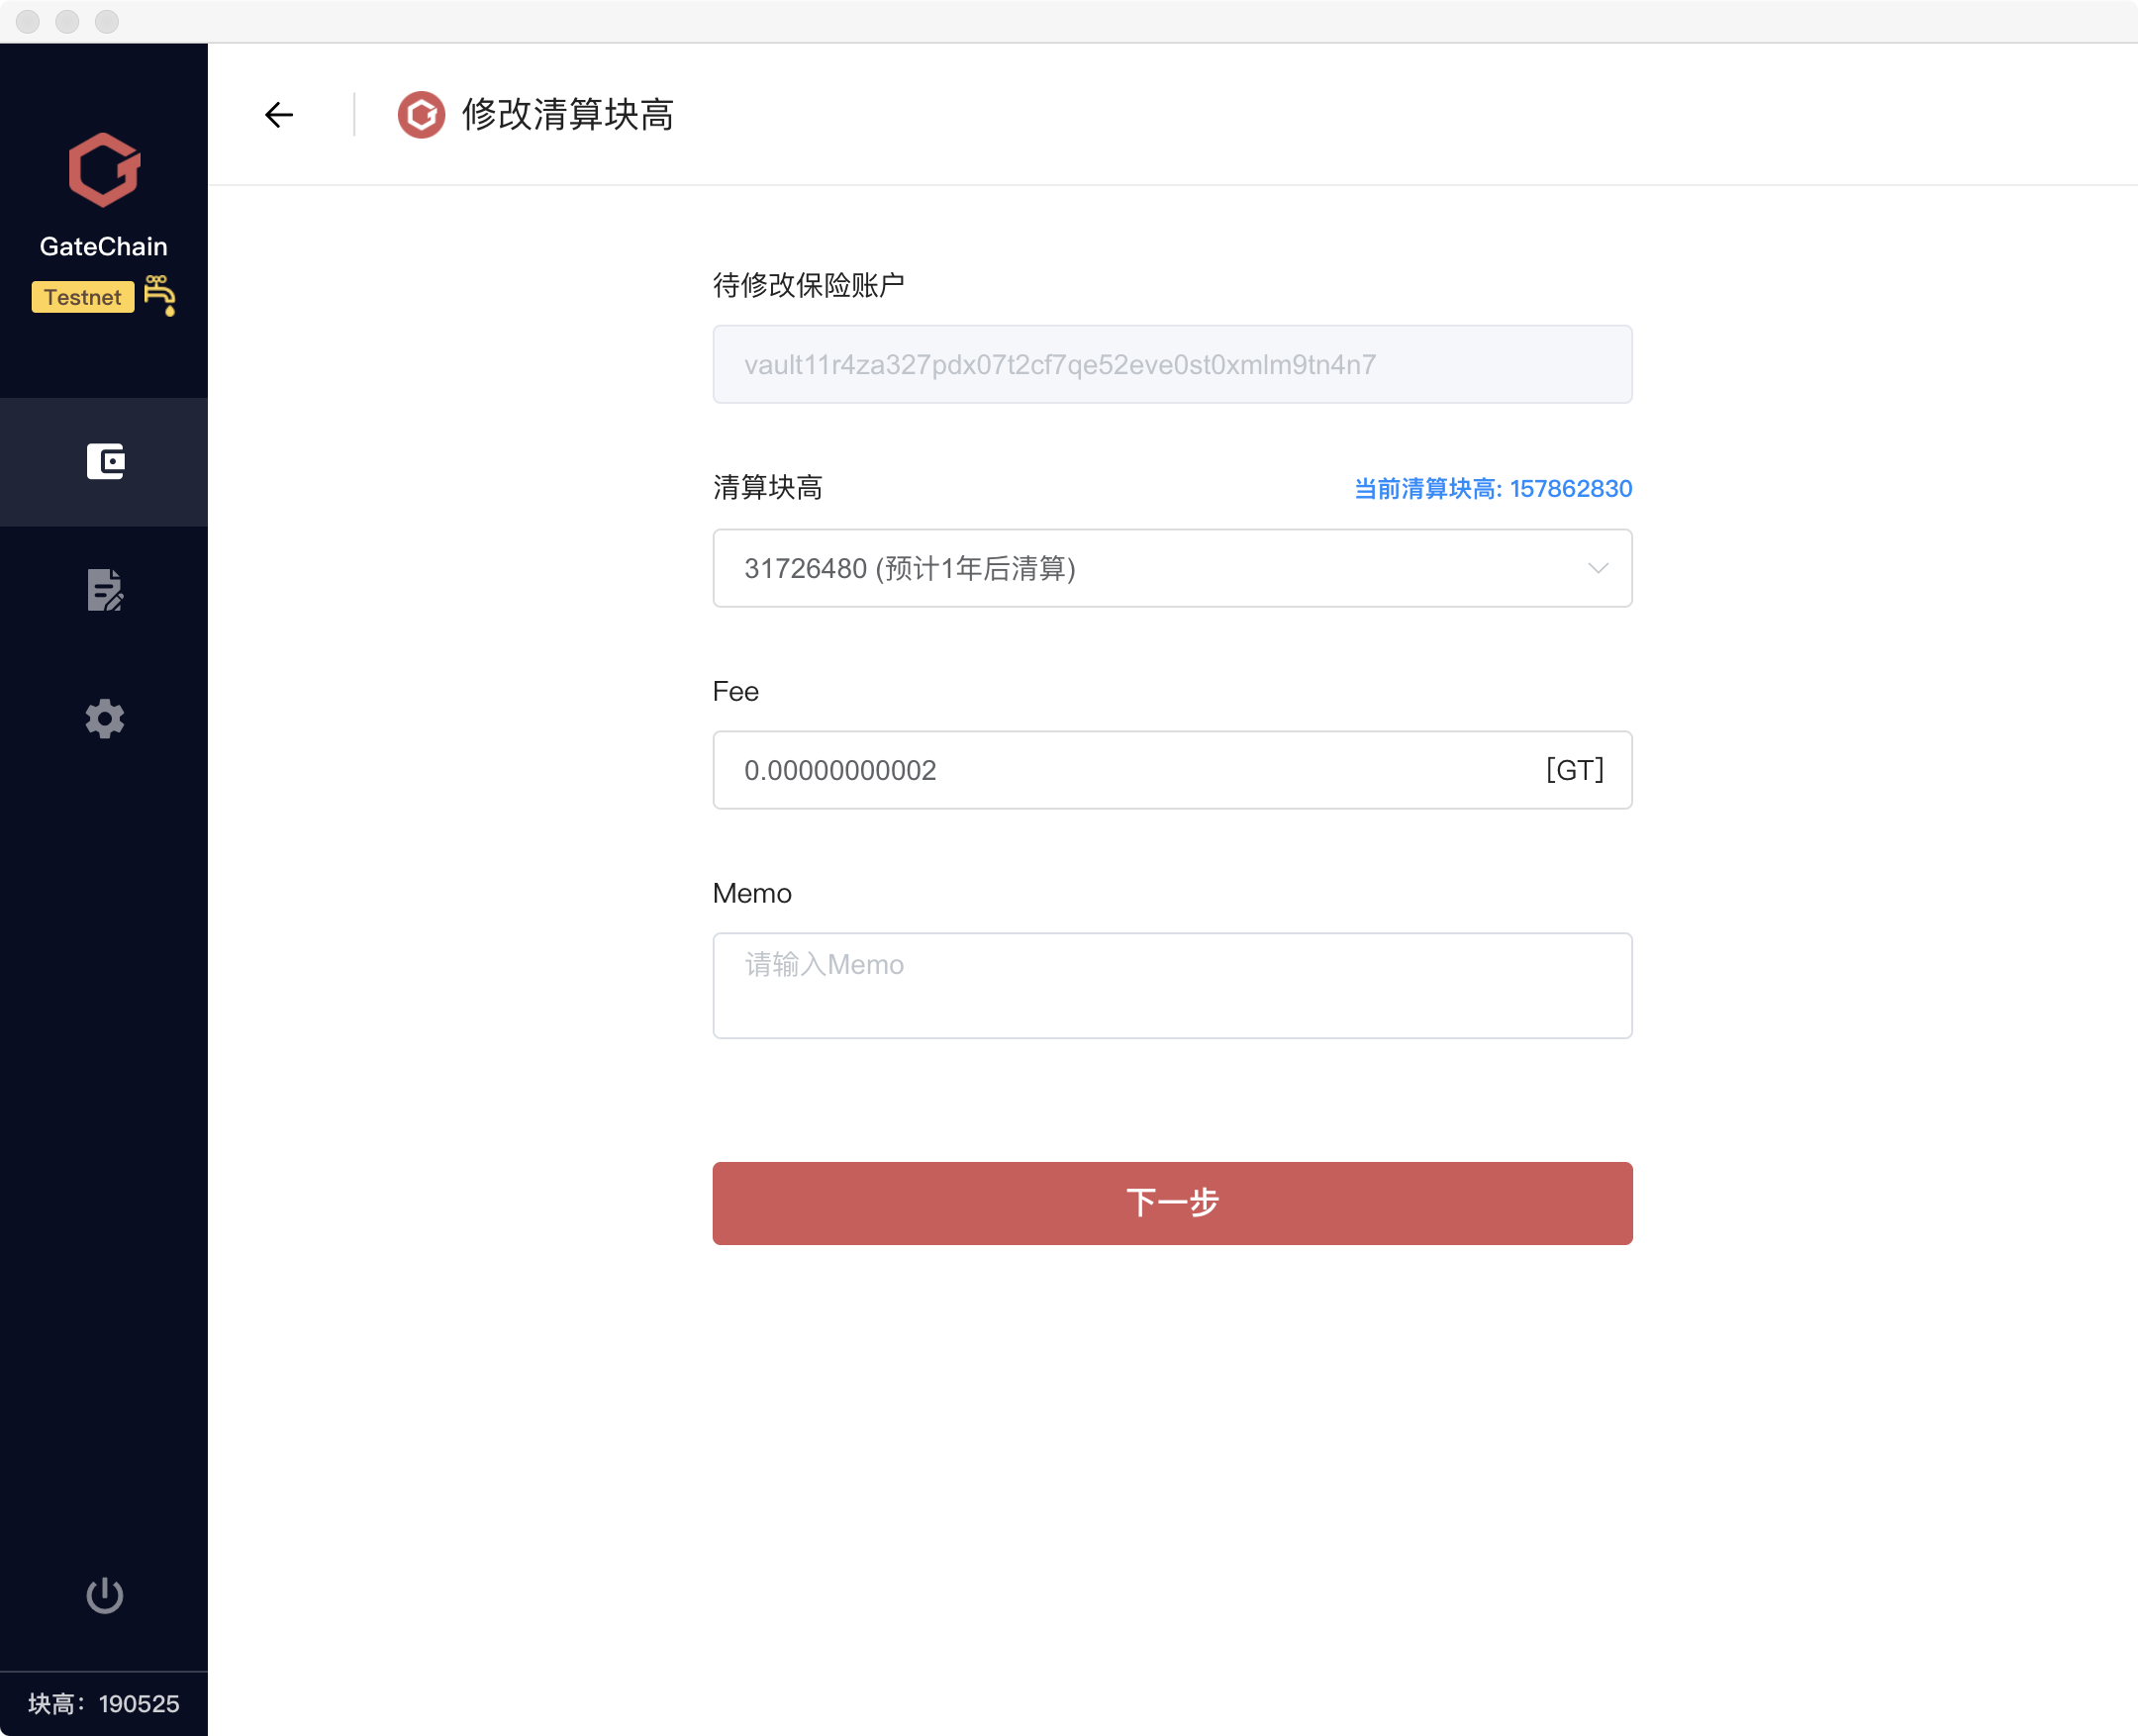 修改清算块高
GateChain
Testnet
待修改保险账户
vault11r4za327pdx07t2cf7qe52eve0st0xmlm9tn4n7
清算块高
当前清算块高: 157862830
31726480 (预计1年后清算)
Fee
0.00000000002
[GT]
Memo
请输入Memo
下一步
块高：190525